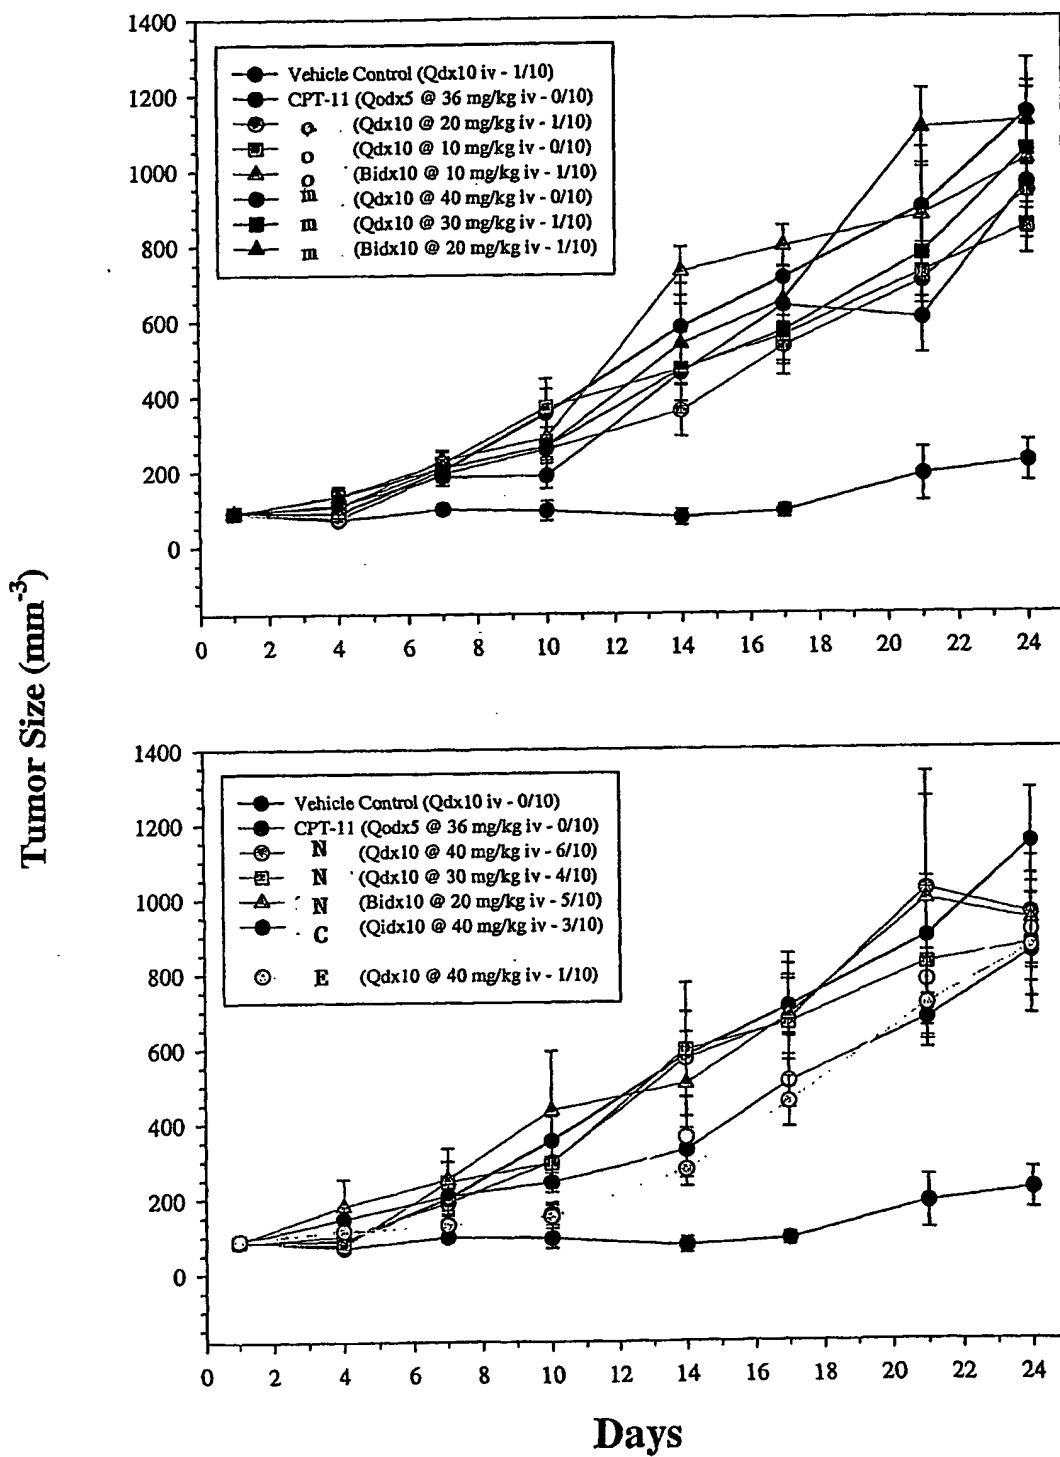 Tumor Size (mm-3)
1400
1200
1000
800
600
400
200
0
Vehicle Control (Qdx10 iv - 1/10)
CPT-11 (Qodx5 @ 36 mg/kg iv - 0/10)
o (Qdx10 @ 20 mg/kg iv - 1/10)
o (Qdx10 @ 10 mg/kg iv - 0/10)
o (Bidx10 @ 10 mg/kg iv - 1/10)
m (Qdx10 @ 40 mg/kg iv - 0/10)
m (Qdx10 @ 30 mg/kg iv - 1/10)
m (Bidx10 @ 20 mg/kg iv - 1/10)
0 2 4 6 8 10 12 14 16 18 20 22 24
1400
1200
1000
800
600
400
200
0
Vehicle Control (Qdx10 iv - 0/10)
CPT-11 (Qodx5 @ 36 mg/kg iv - 0/10)
N (Qdx10 @ 40 mg/kg iv - 6/10)
N (Qdx10 @ 30 mg/kg iv - 4/10)
N (Bidx10 @ 20 mg/kg iv - 5/10)
C (Qidx10 @ 40 mg/kg iv - 3/10)
E (Qdx10 @ 40 mg/kg iv - 1/10)
0 2 4 6 8 10 12 14 16 18 20 22 24
Days